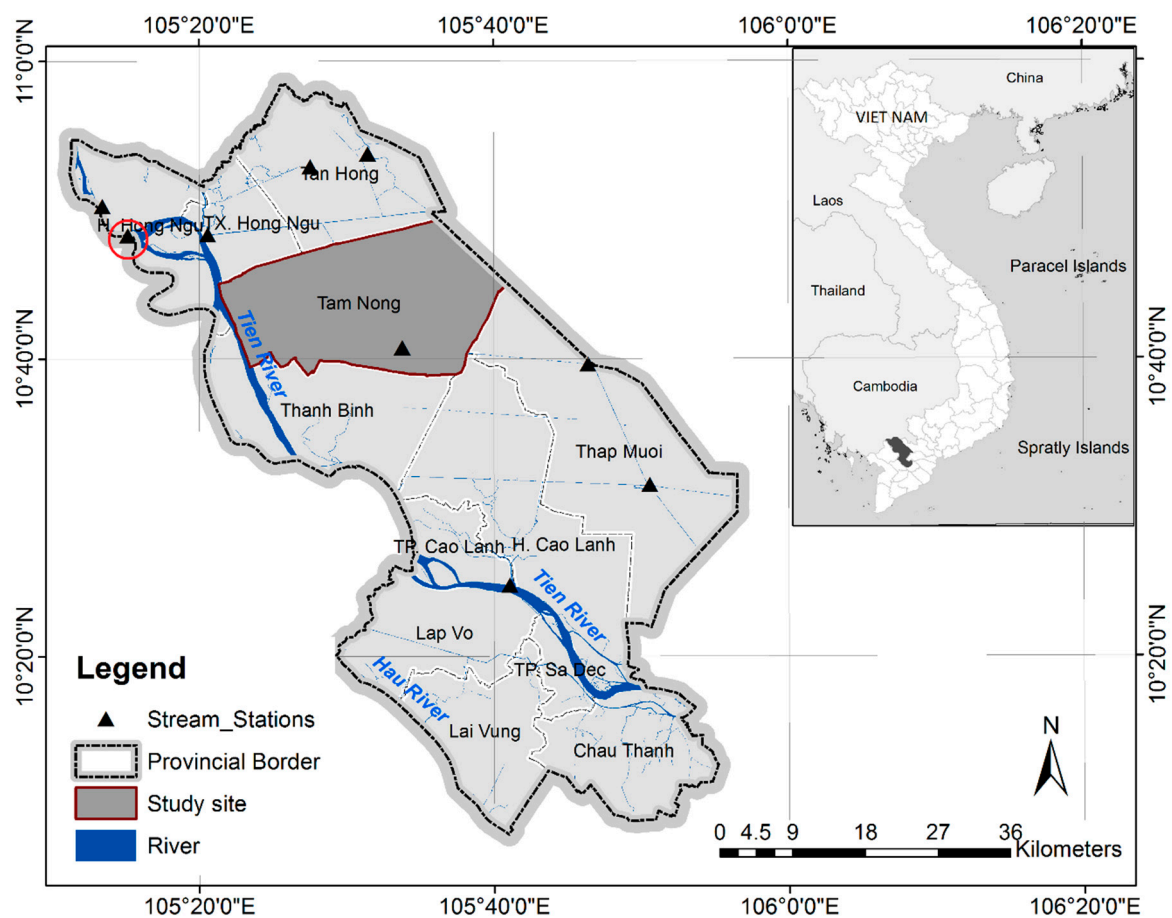 105°20'0"E
105°40'0"E
106°0'0"E
106°20'0"E
11°0'0"N
11°0'0"N
China
VIET NAM
Laos
Paracel Islands
Thailand
Cambodia
Spratly Islands
Tan Hong
H. Hong Ngu
TX. Hong Ngu
Tam Nong
Tien River
10°40'0"N
10°40'0"N
Thanh Binh
Thap Muoi
TP. Cao Lanh
H. Cao Lanh
Tien River
Lap Vo
10°20'0"N
10°20'0"N
TP. Sa Dec
Hau River
Lai Vung
Chau Thanh
Legend
Stream_Stations
Provincial Border
Study site
River
N
0 4.5 9 18 27 36
Kilometers
105°20'0"E
105°40'0"E
106°0'0"E
106°20'0"E